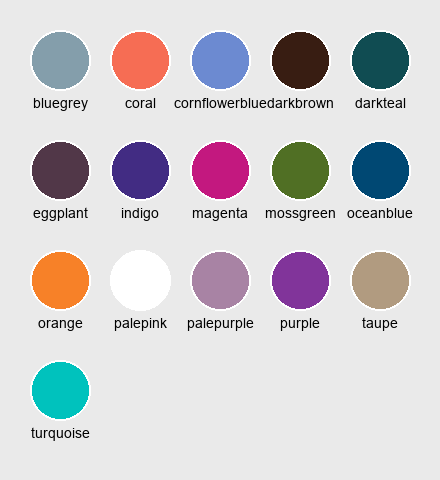 bluegrey coral cornflowerblue darkbrown darkteal
eggplant indigo magenta mossgreen oceanblue
orange palepink palepurple purple taupe
turquoise